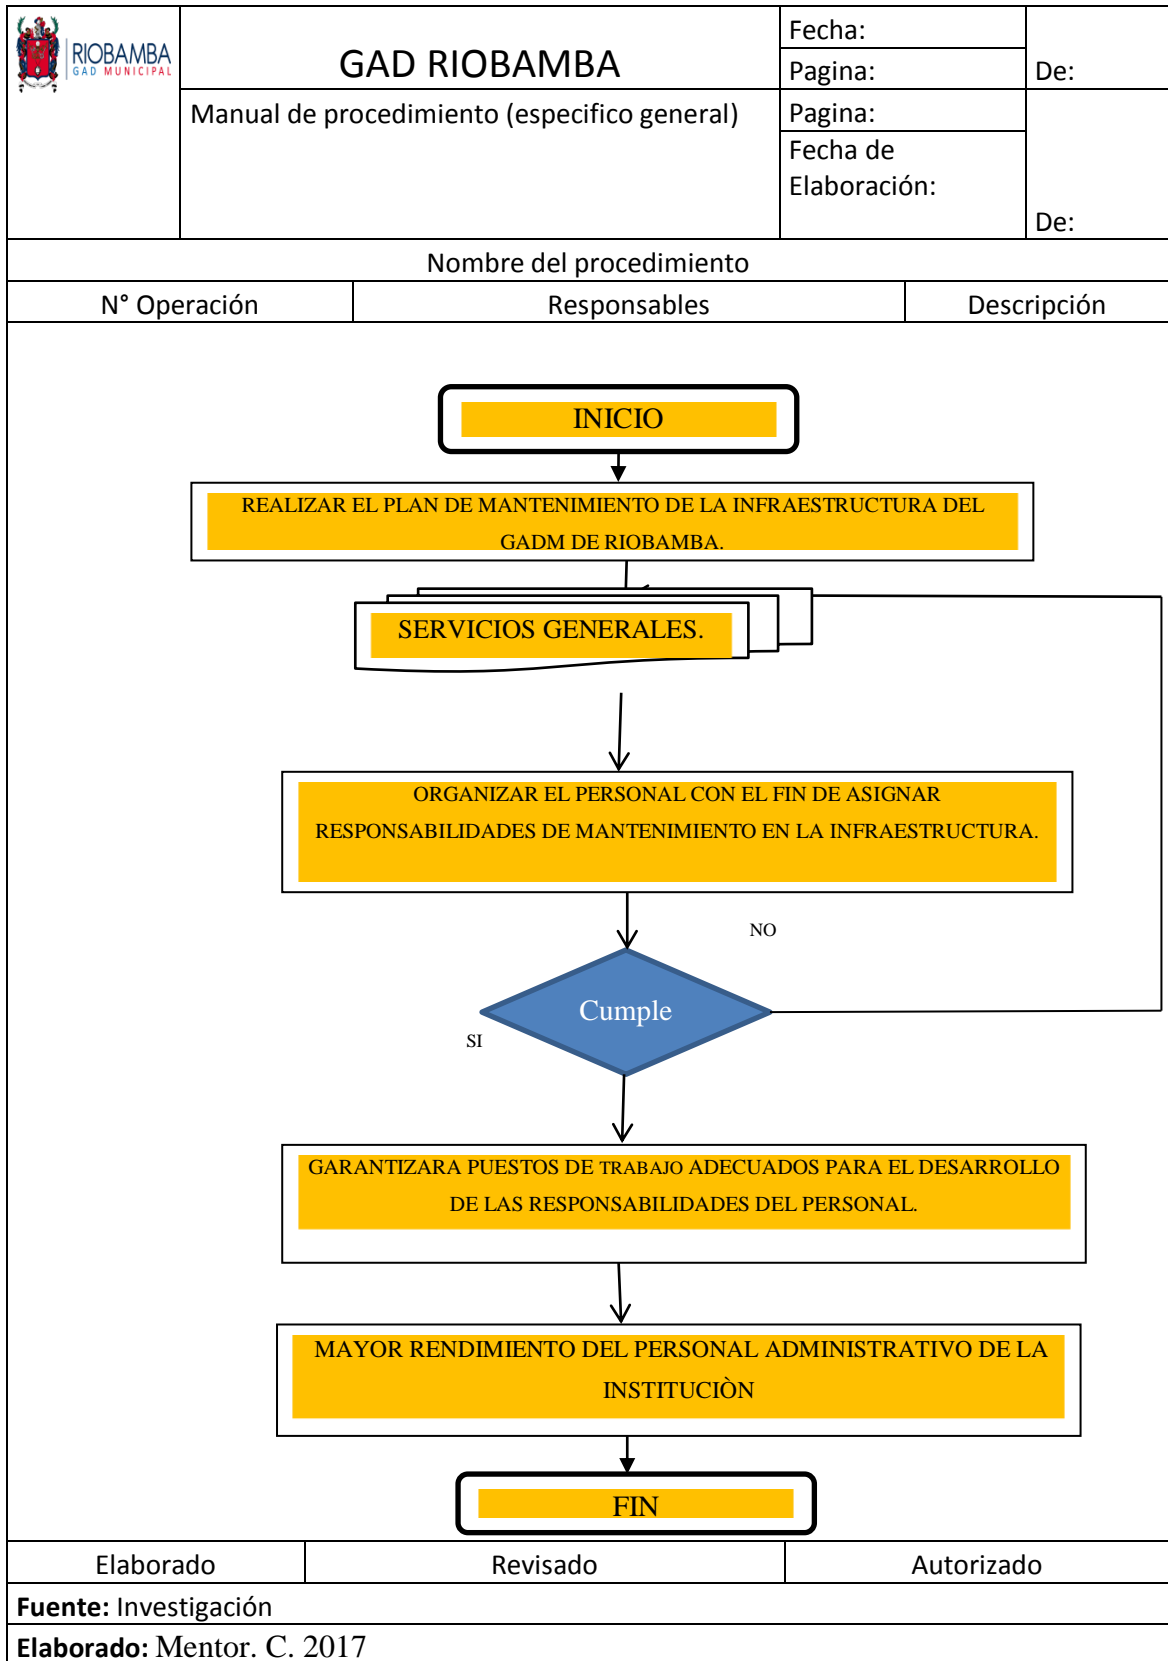 RIOBAMBA
GAD MUNICIPAL
GAD RIOBAMBA
Fecha:
Pagina:
De:
Manual de procedimiento (especifico general)
Pagina:
Fecha de
Elaboración:
De:
Nombre del procedimiento
N° Operación
Responsables
Descripción
INICIO
REALIZAR EL PLAN DE MANTENIMIENTO DE LA INFRAESTRUCTURA DEL
GADM DE RIOBAMBA.
SERVICIOS GENERALES.
ORGANIZAR EL PERSONAL CON EL FIN DE ASIGNAR
RESPONSABILIDADES DE MANTENIMIENTO EN LA INFRAESTRUCTURA.
NO
Cumple
SI
GARANTIZARA PUESTOS DE TRABAJO ADECUADOS PARA EL DESARROLLO
DE LAS RESPONSABILIDADES DEL PERSONAL.
MAYOR RENDIMIENTO DEL PERSONAL ADMINISTRATIVO DE LA
INSTITUCIÒN
FIN
Elaborado
Revisado
Autorizado
Fuente: Investigación
Elaborado: Mentor. C. 2017